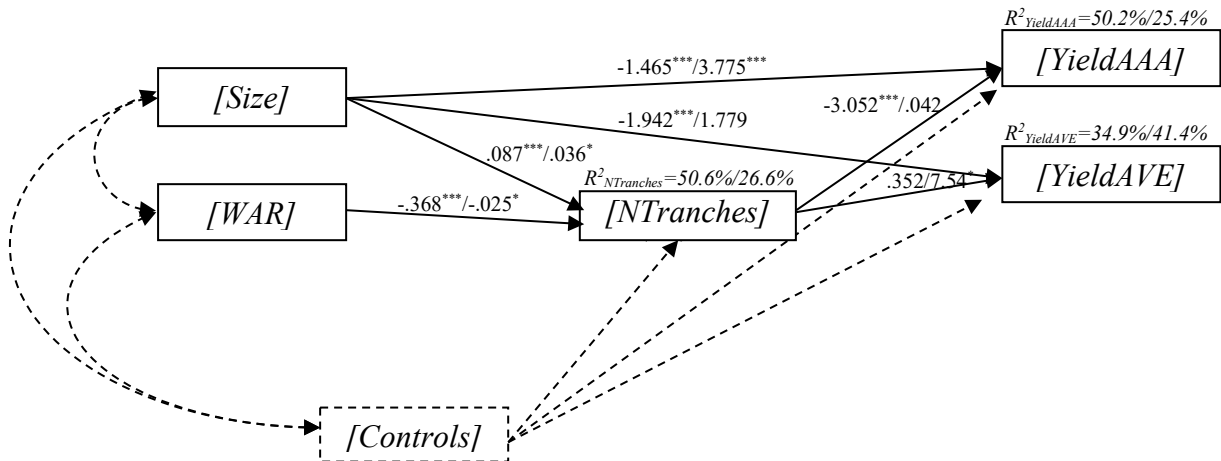 R²YieldAAA=50.2%/25.4%
[YieldAAA]
-1.465***/3.775***
[Size]
-3.052***/.042
-1.942***/1.779
R²YieldAVE=34.9%/41.4%
[YieldAVE]
.087***/.036*
R²NTranches=50.6%/26.6%
.352/7.54*
[WAR]
-.368***/-.025*
[NTranches]
[Controls]